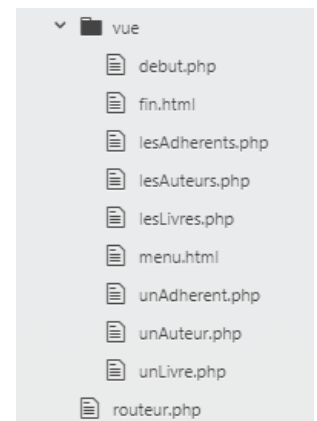 vue
debut.php
fin.html
lesAdherents.php
lesAuteurs.php
lesLivres.php
menu.html
unAdherent.php
unAuteur.php
unLivre.php
routeur.php